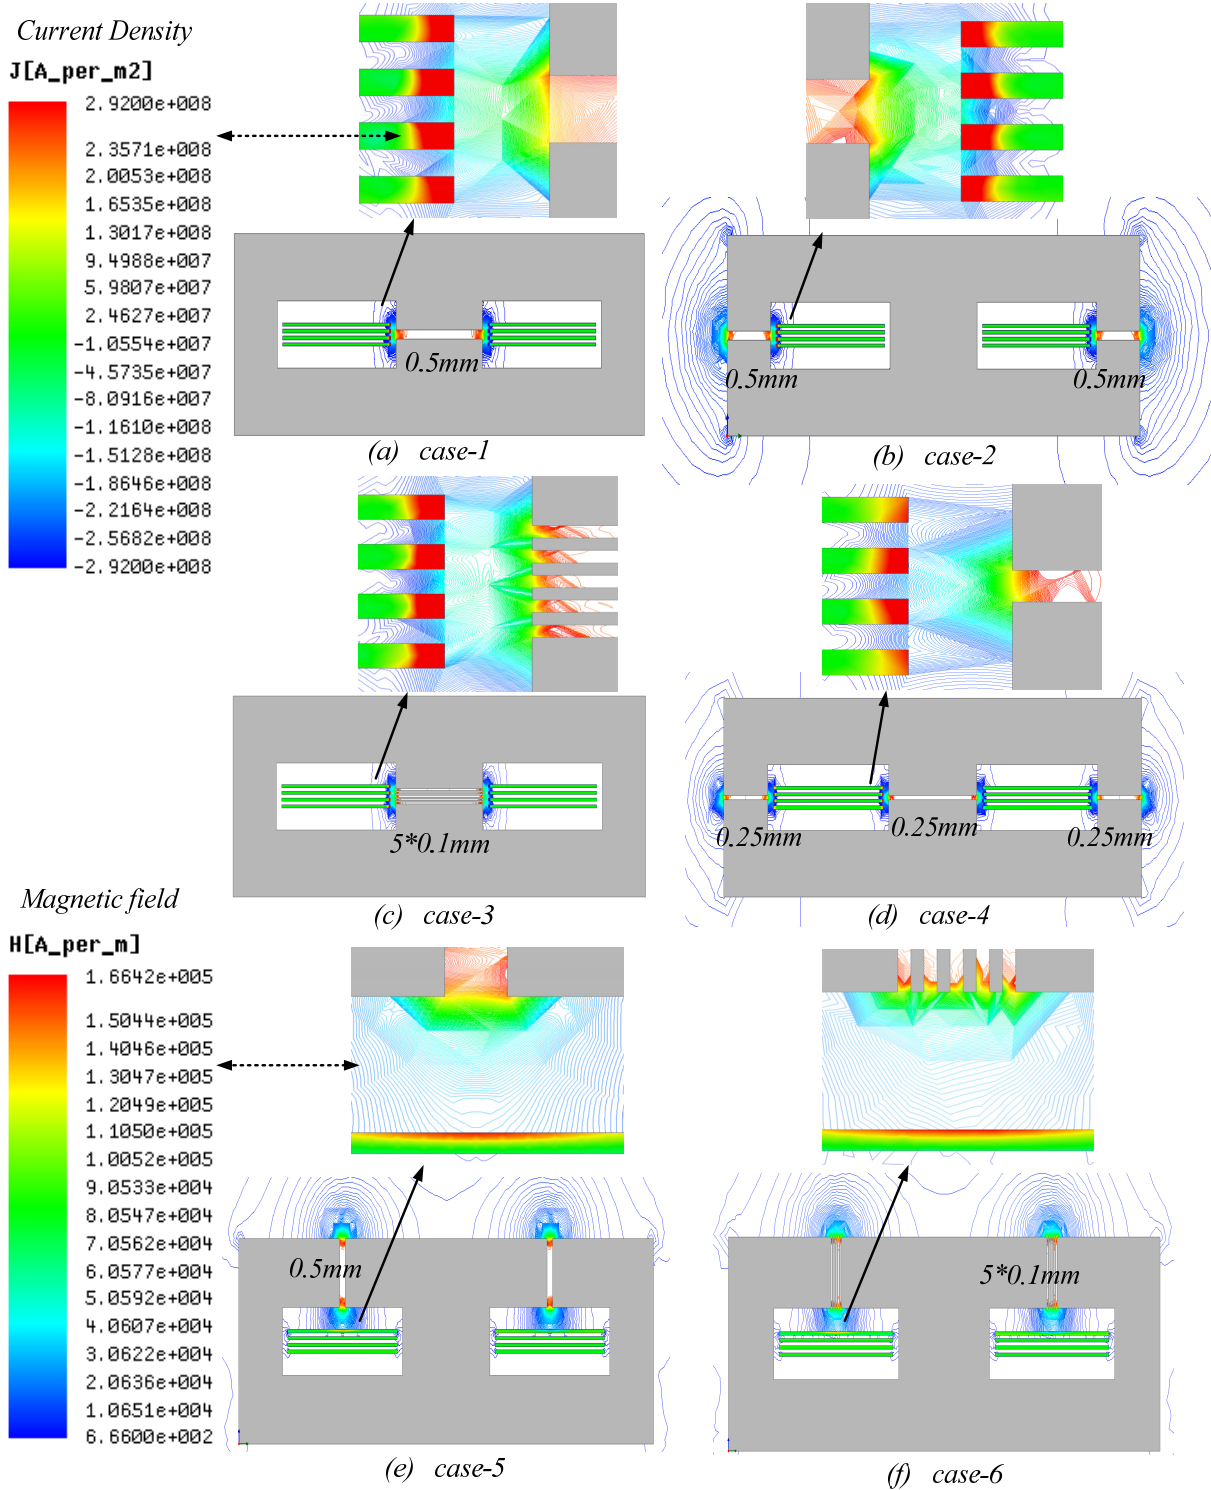 Current Density
J[A_per_m2]
2.9200e+008
2.3571e+008
2.0053e+008
1.6535e+008
1.3017e+008
9.4988e+007
5.9807e+007
2.4627e+007
-1.0554e+007
-4.5735e+007
-8.0916e+007
-1.1610e+008
-1.5128e+008
-1.8646e+008
-2.2164e+008
-2.5682e+008
-2.9200e+008
0.5mm
(a) case-1
0.5mm
0.5mm
(b) case-2
5*0.1mm
(c) case-3
0.25mm
0.25mm
0.25mm
(d) case-4
Magnetic field
H[A_per_m]
1.6642e+005
1.5044e+005
1.4046e+005
1.3047e+005
1.2049e+005
1.1050e+005
1.0052e+005
9.0533e+004
8.0547e+004
7.0562e+004
6.0577e+004
5.0592e+004
4.0607e+004
3.0622e+004
2.0636e+004
1.0651e+004
6.6600e+002
0.5mm
(e) case-5
5*0.1mm
(f) case-6